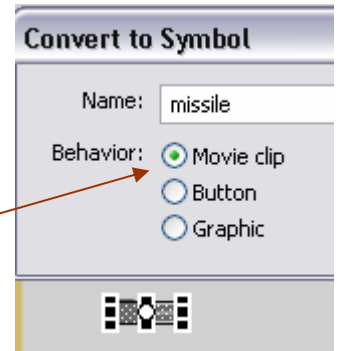 Convert to Symbol
Name: missile
Behavior: Movie clip
Button
Graphic